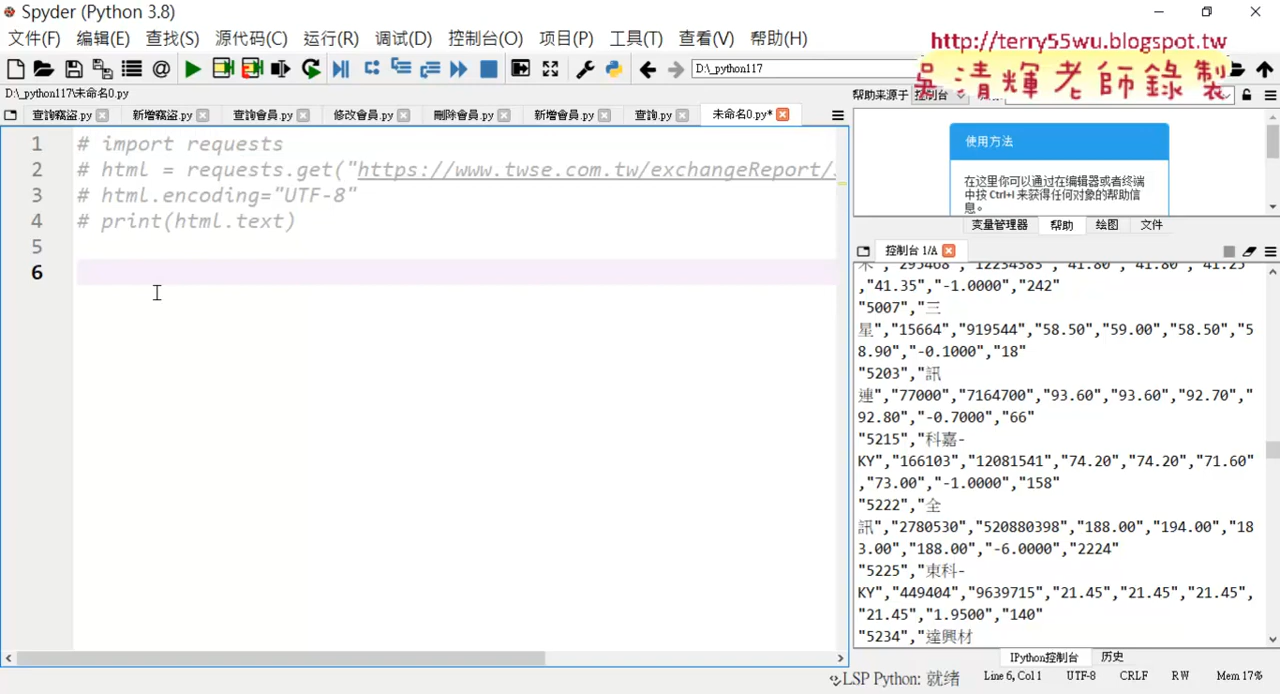 Spyder (Python 3.8)
文件(F) 编辑(E) 查找(S) 源代码(C) 运行(R) 调试(D) 控制台(O) 项目(P) 工具(T) 查看(V) 帮助(H)
http://terry55wu.blogspot.tw
吳清輝老師錄製
D:\_python117
D:\_python117\未命名0.py
查詢竊盜.py 新增竊盜.py 查詢會員.py 修改會員.py 刪除會員.py 新增會員.py 查詢.py 未命名0.py*
1 # import requests
2 # html = requests.get("https://www.twse.com.tw/exchangeReport/
3 # html.encoding="UTF-8"
4 # print(html.text)
5
6
帮助来源于 控制台
使用方法
在这里你可以通过在编辑器或者终端
中按 Ctrl+I 来获得任何对象的帮助信
息。
变量管理器 帮助 绘图 文件
控制台 1/A
","295468","12234383","41.80","41.80","41.25"
,"41.35","-1.0000","242"
"5007","三
星","15664","919544","58.50","59.00","58.50","5
8.90","-0.1000","18"
"5203","訊
連","77000","7164700","93.60","93.60","92.70","
92.80","-0.7000","66"
"5215","科嘉-
KY","166103","12081541","74.20","74.20","71.60"
,"73.00","-1.0000","158"
"5222","全
訊","2780530","520880398","188.00","194.00","18
3.00","188.00","-6.0000","2224"
"5225","東科-
KY","449404","9639715","21.45","21.45","21.45",
"21.45","1.9500","140"
"5234","達興材
IPython控制台 历史
LSP Python: 就绪 Line 6, Col 1 UTF-8 CRLF RW Mem 17%